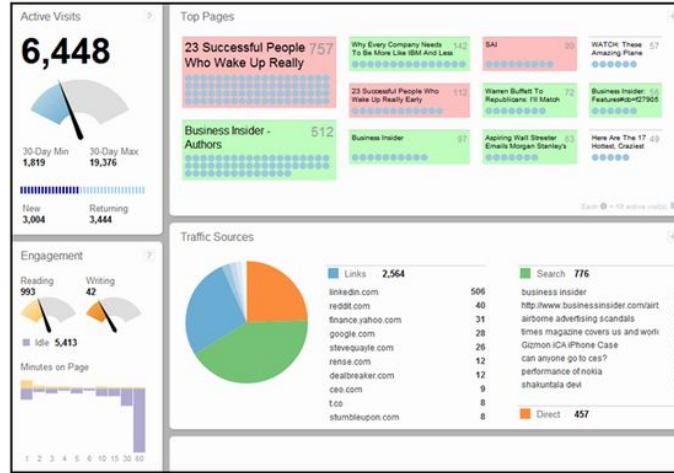 Active Visits
?
6,448
30-Day Min
1,819
30-Day Max
19,376
New
3,004
Returning
3,444
Engagement
?
Reading
993
Writing
42
Idle 5,413
Minutes on Page
1 2 3 4 5 6 10 15 30 60
Top Pages
23 Successful People 757
Who Wake Up Really
Business Insider - 512
Authors
Why Every Company Needs 142
To Be More Like IBM And Less
23 Successful People Who 112
Wake Up Really Early
Business Insider 97
SAI 99
Warren Buffett To 72
Republicans: I'll Match
Aspiring Wall Streeter 63
Emails Morgan Stanley's
WATCH: These 57
Amazing Plane
Business Insider: 56
Here Are The 17 49
Hottest, Craziest
Traffic Sources
Links 2,564
linkedin.com 506
reddit.com 40
finance.yahoo.com 31
google.com 28
stevequayle.com 26
rense.com 12
dealbreaker.com 12
ceo.com 9
t.co 8
stumbleupon.com 8
Search 776
business insider
http://www.businessinsider.com/airt
airborne advertising scandals
times magazine covers us and
Gizmon iCA iPhone Case
can anyone go to ces?
performance of nokia
shakuntala devi
Direct 457